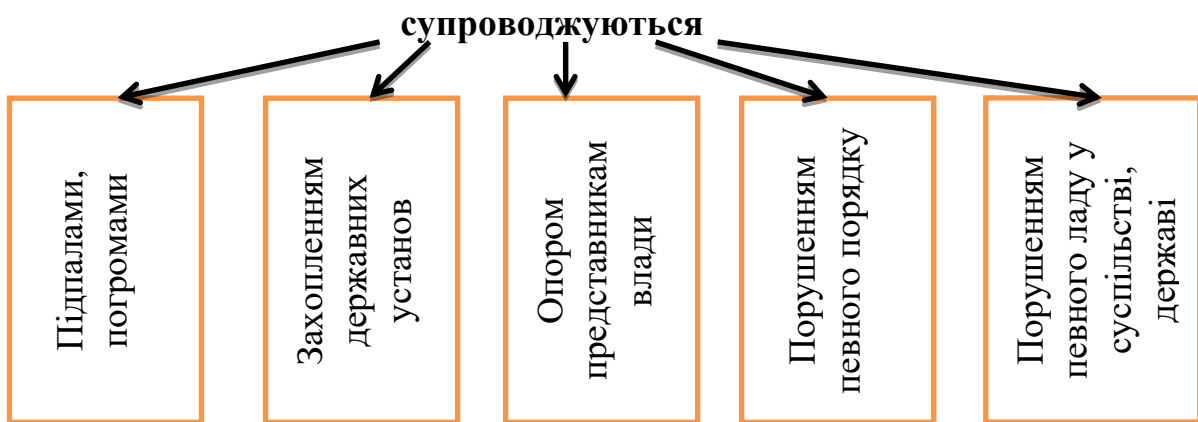 супроводжуються
Підпалами,
погромами
Захопленням
державних
установ
Опором
представникам
влади
Порушенням
певного порядку
Порушенням
певного ладу у
суспільстві,
державі